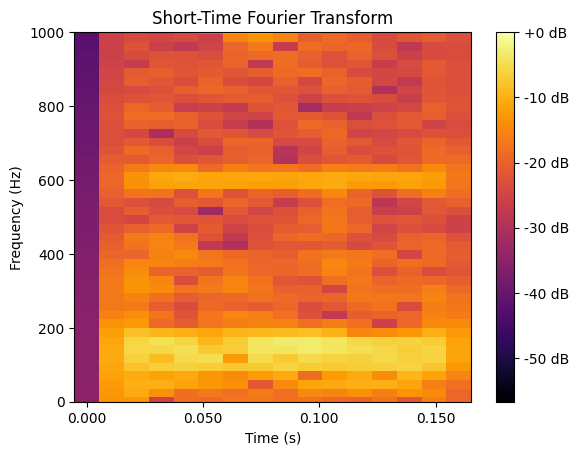 Short-Time Fourier Transform
1000
800
600
400
200
0
Frequency (Hz)
0.000
0.050
0.100
0.150
Time (s)
+0 dB
-10 dB
-20 dB
-30 dB
-40 dB
-50 dB